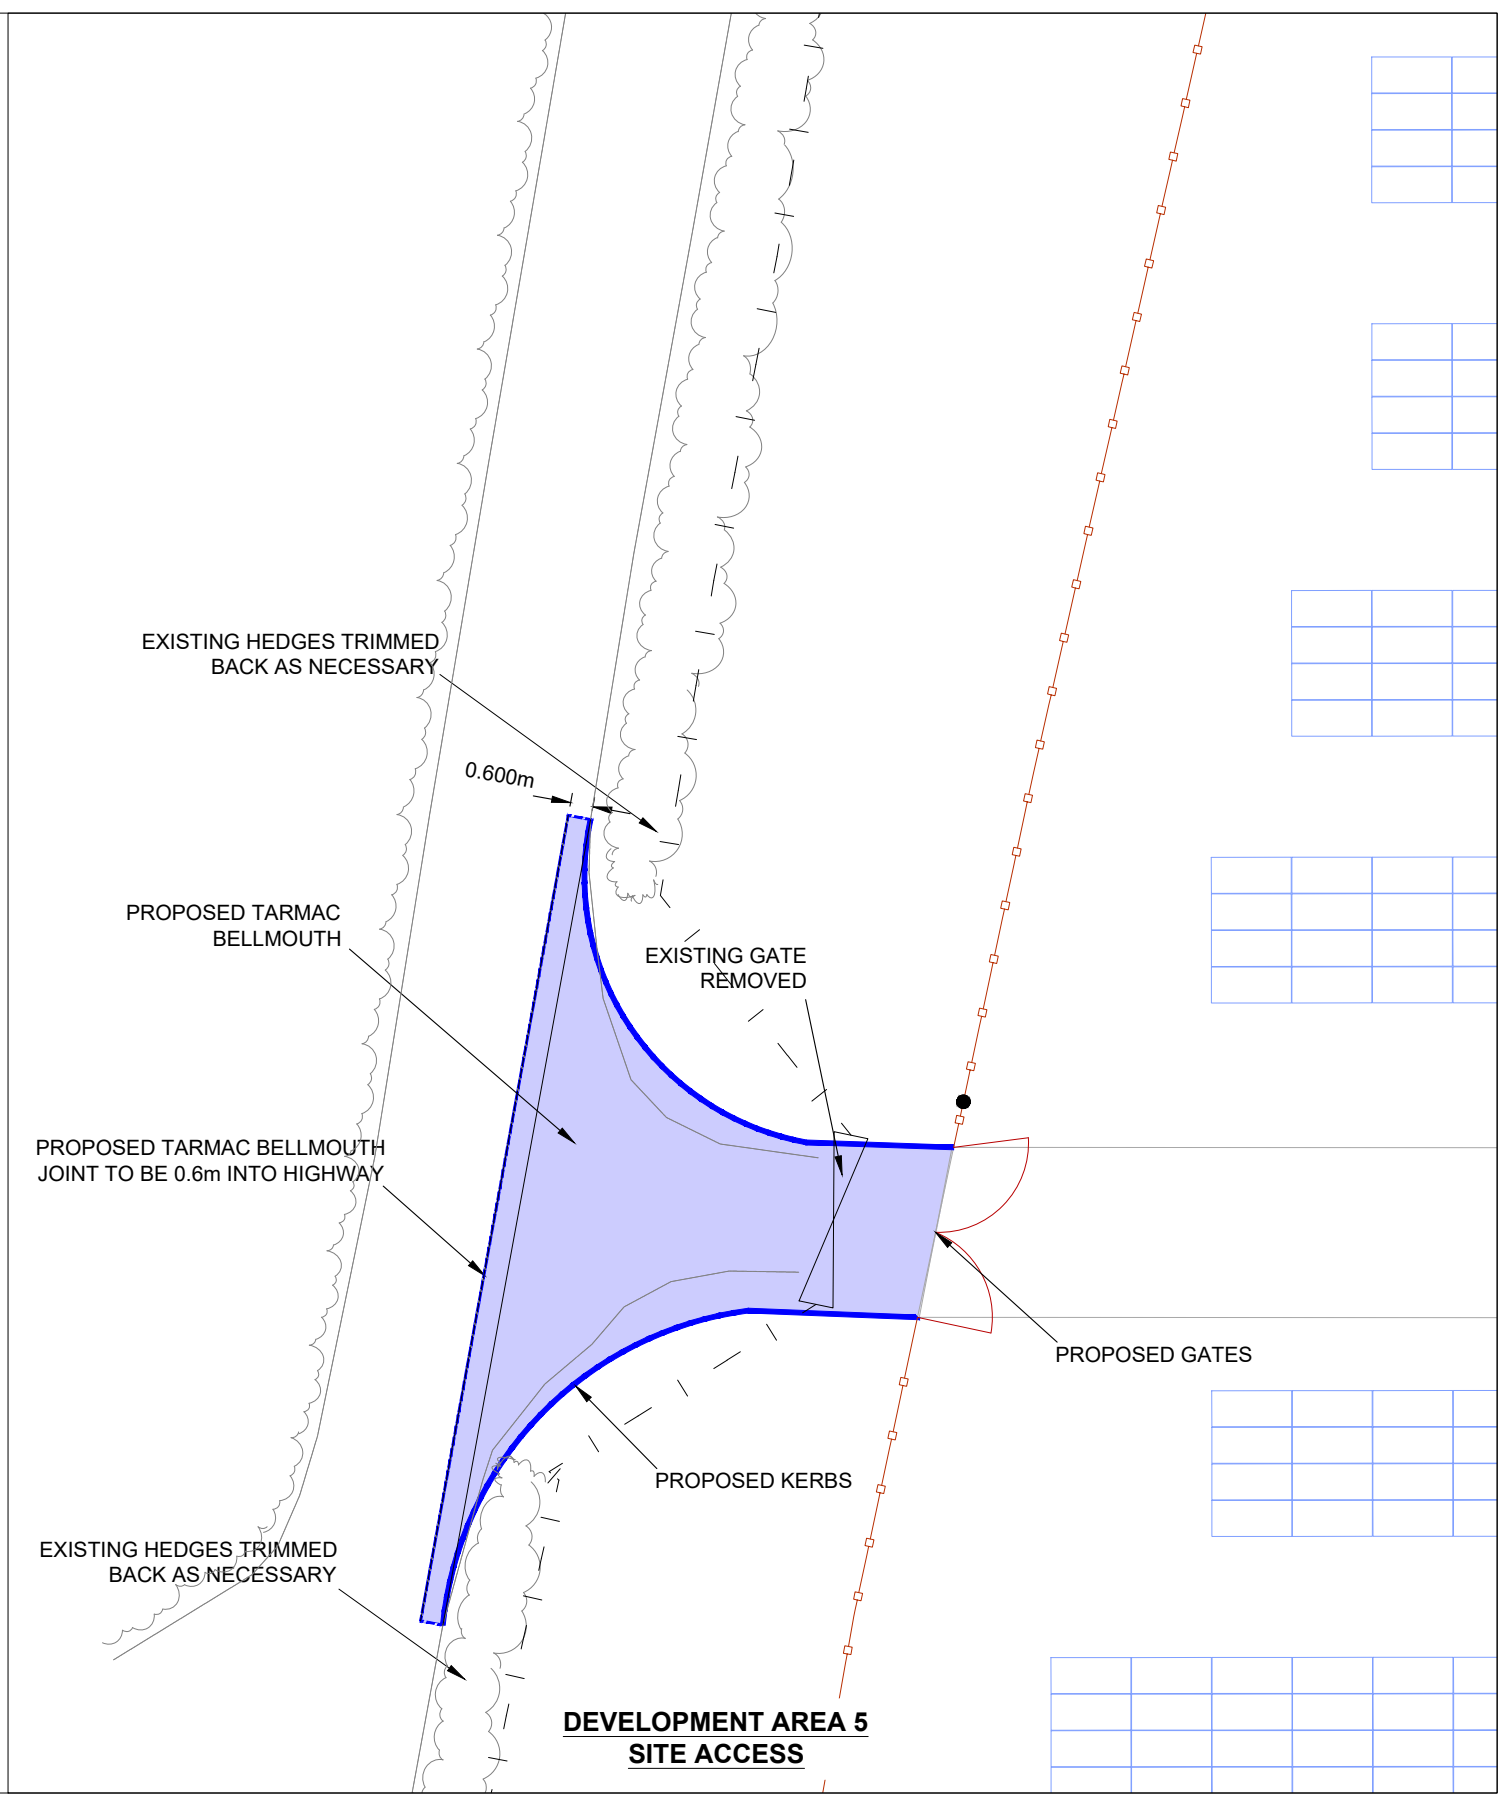 EXISTING HEDGES TRIMMED
BACK AS NECESSARY
0.600m
PROPOSED TARMAC
BELLMOUTH
EXISTING GATE
REMOVED
PROPOSED TARMAC BELLMOUTH
JOINT TO BE 0.6m INTO HIGHWAY
PROPOSED GATES
PROPOSED KERBS
EXISTING HEDGES TRIMMED
BACK AS NECESSARY
DEVELOPMENT AREA 5
SITE ACCESS